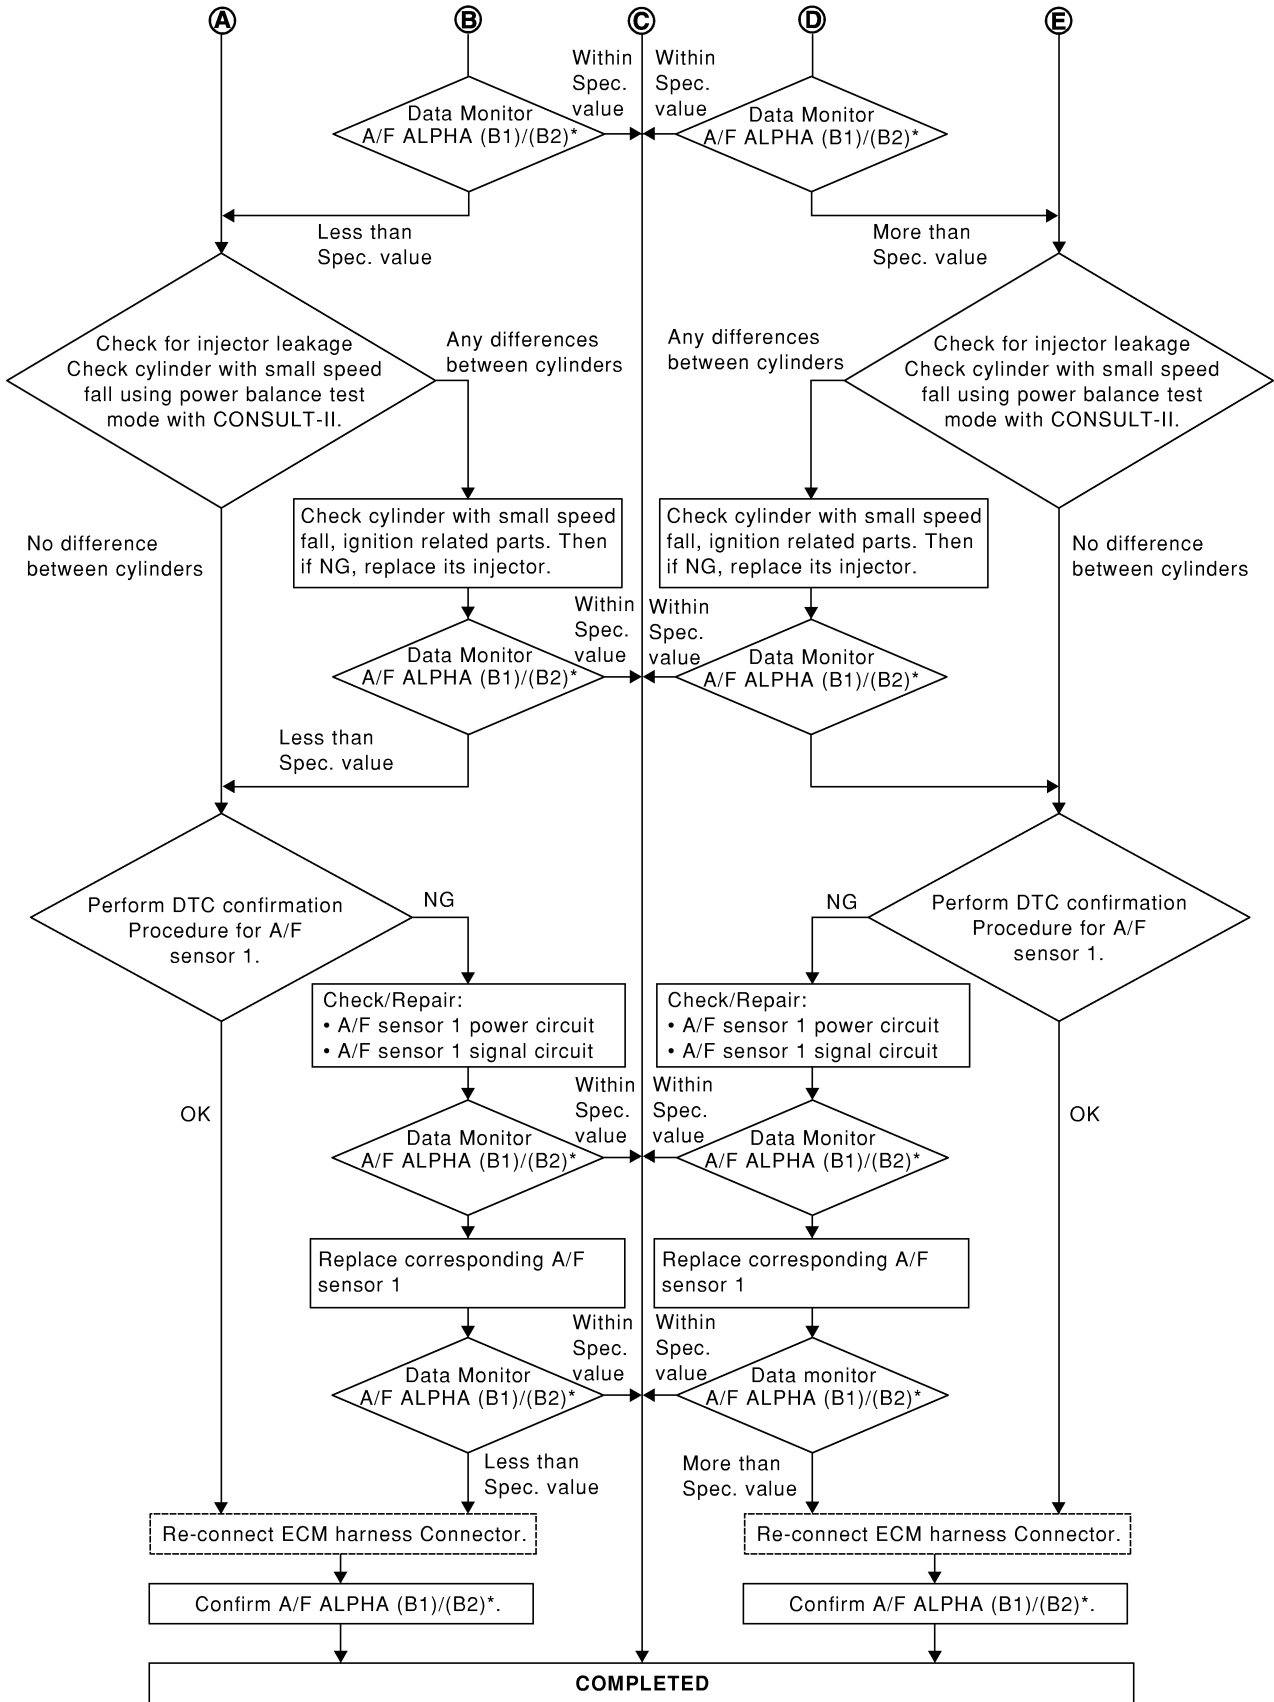 A
B
C
D
E
Within
Spec.
value
Within
Spec.
value
Data Monitor
A/F ALPHA (B1)/(B2)*
Data Monitor
A/F ALPHA (B1)/(B2)*
Less than
Spec. value
More than
Spec. value
Check for injector leakage
Check cylinder with small speed
fall using power balance test
mode with CONSULT-II.
Any differences
between cylinders
Any differences
between cylinders
Check for injector leakage
Check cylinder with small speed
fall using power balance test
mode with CONSULT-II.
No difference
between cylinders
Check cylinder with small speed
fall, ignition related parts. Then
if NG, replace its injector.
Check cylinder with small speed
fall, ignition related parts. Then
if NG, replace its injector.
No difference
between cylinders
Within
Spec.
value
Within
Spec.
value
Data Monitor
A/F ALPHA (B1)/(B2)*
Data Monitor
A/F ALPHA (B1)/(B2)*
Less than
Spec. value
Perform DTC confirmation
Procedure for A/F
sensor 1.
NG
NG
Perform DTC confirmation
Procedure for A/F
sensor 1.
Check/Repair:
• A/F sensor 1 power circuit
• A/F sensor 1 signal circuit
Check/Repair:
• A/F sensor 1 power circuit
• A/F sensor 1 signal circuit
OK
Within
Spec.
value
Within
Spec.
value
OK
Data Monitor
A/F ALPHA (B1)/(B2)*
Data Monitor
A/F ALPHA (B1)/(B2)*
Replace corresponding A/F
sensor 1
Replace corresponding A/F
sensor 1
Within
Spec.
value
Within
Spec.
value
Data Monitor
A/F ALPHA (B1)/(B2)*
Data monitor
A/F ALPHA (B1)/(B2)*
Less than
Spec. value
More than
Spec. value
Re-connect ECM harness Connector.
Re-connect ECM harness Connector.
Confirm A/F ALPHA (B1)/(B2)*.
Confirm A/F ALPHA (B1)/(B2)*.
COMPLETED